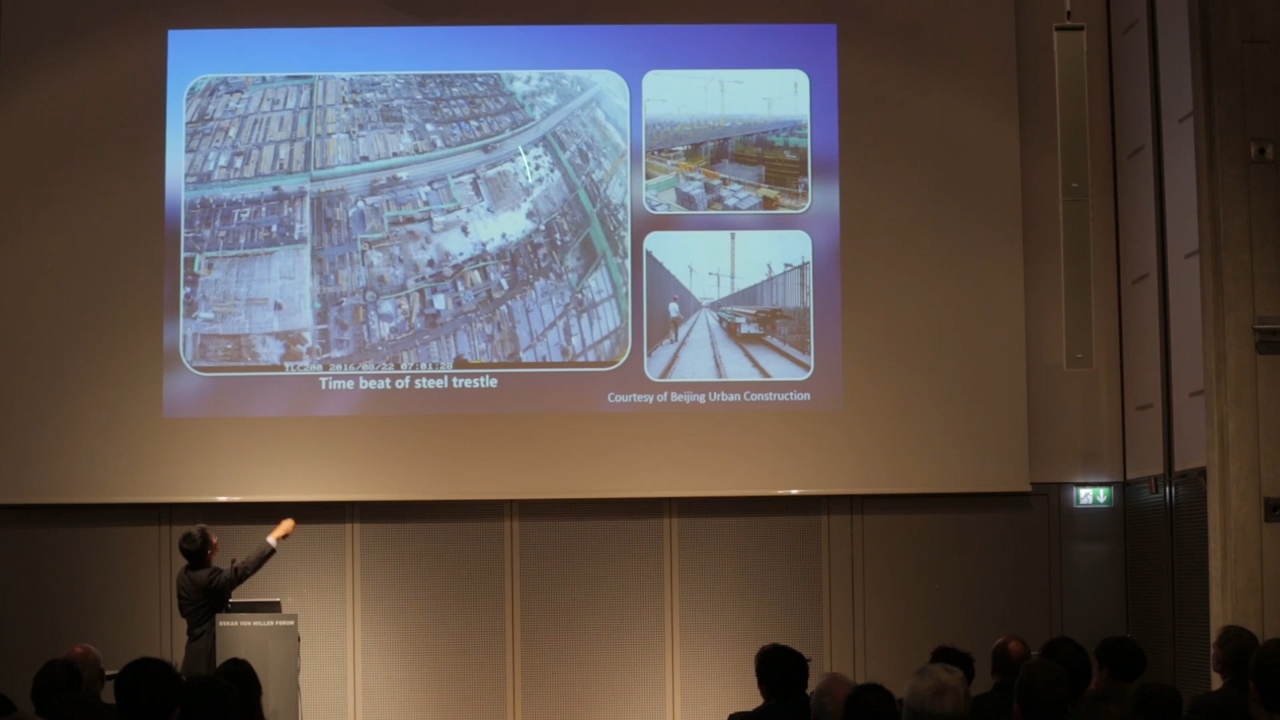 TLC200 2016/08/22 07:01:28
Time beat of steel trestle
Courtesy of Beijing Urban Construction
OSKAR VON MILLER FORUM